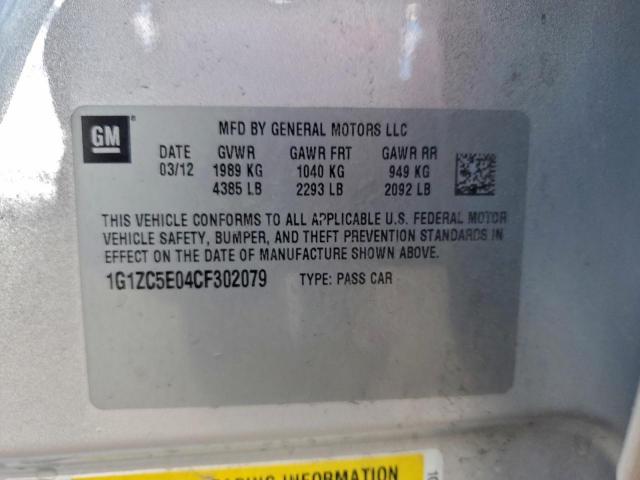 GM
MFD BY GENERAL MOTORS LLC
DATE GVWR GAWR FRT GAWR RR
03/12 1989 KG 1040 KG 949 KG
4385 LB 2293 LB 2092 LB
THIS VEHICLE CONFORMS TO ALL APPLICABLE U.S. FEDERAL MOTOR
VEHICLE SAFETY, BUMPER, AND THEFT PREVENTION STANDARDS IN
EFFECT ON THE DATE OF MANUFACTURE SHOWN ABOVE.
1G1ZC5E04CF302079 TYPE: PASS CAR
INFORMATION